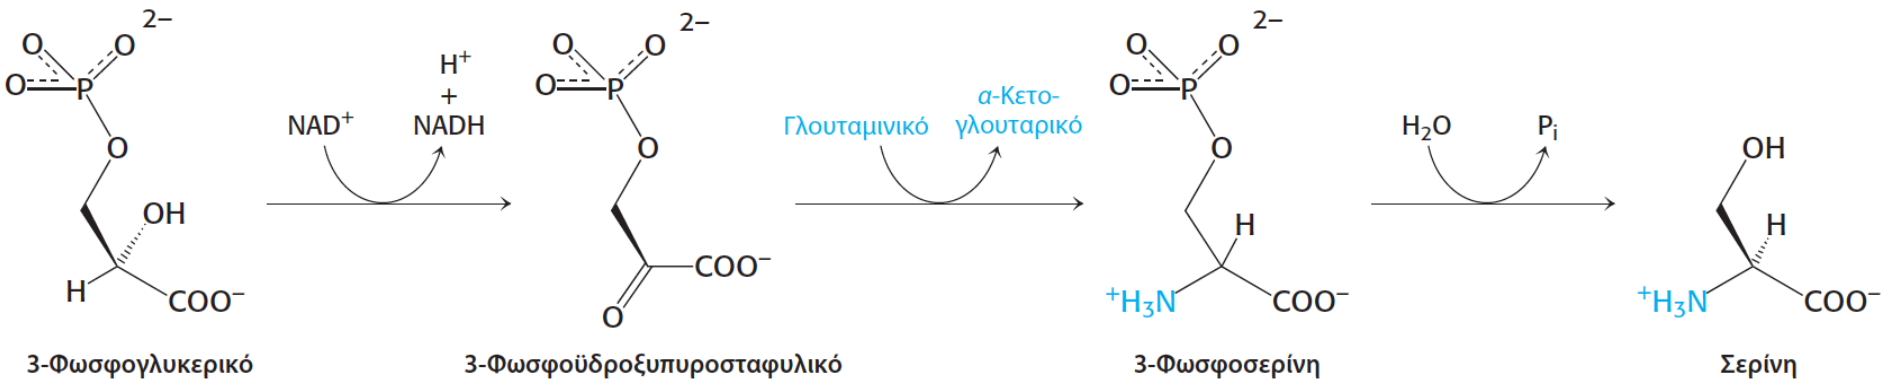 2–
O O
O P
O
OH
H COO⁻
3-Φωσφογλυκερικό
NAD⁺
H⁺
+
NADH
2–
O O
O P
O
COO⁻
O
3-Φωσφοϋδροξυπυροσταφυλικό
Γλουταμινικό
α-Κετο-
γλουταρικό
2–
O O
O P
O
H
⁺H₃N COO⁻
3-Φωσφοσερίνη
H₂O
Pᵢ
OH
H
⁺H₃N COO⁻
Σερίνη